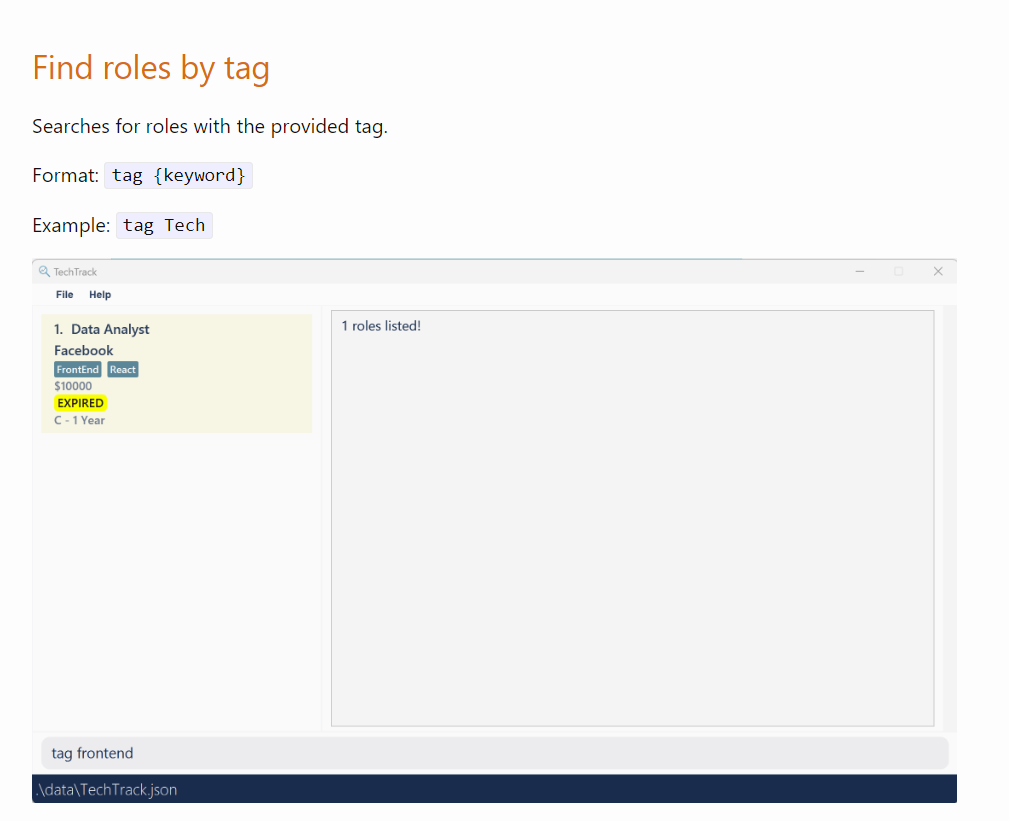 Find roles by tag
Searches for roles with the provided tag.
Format: tag {keyword}
Example: tag Tech
TechTrack
File Help
1. Data Analyst
Facebook
FrontEnd React
$10000
EXPIRED
C - 1 Year
1 roles listed!
tag frontend
.\data\TechTrack.json